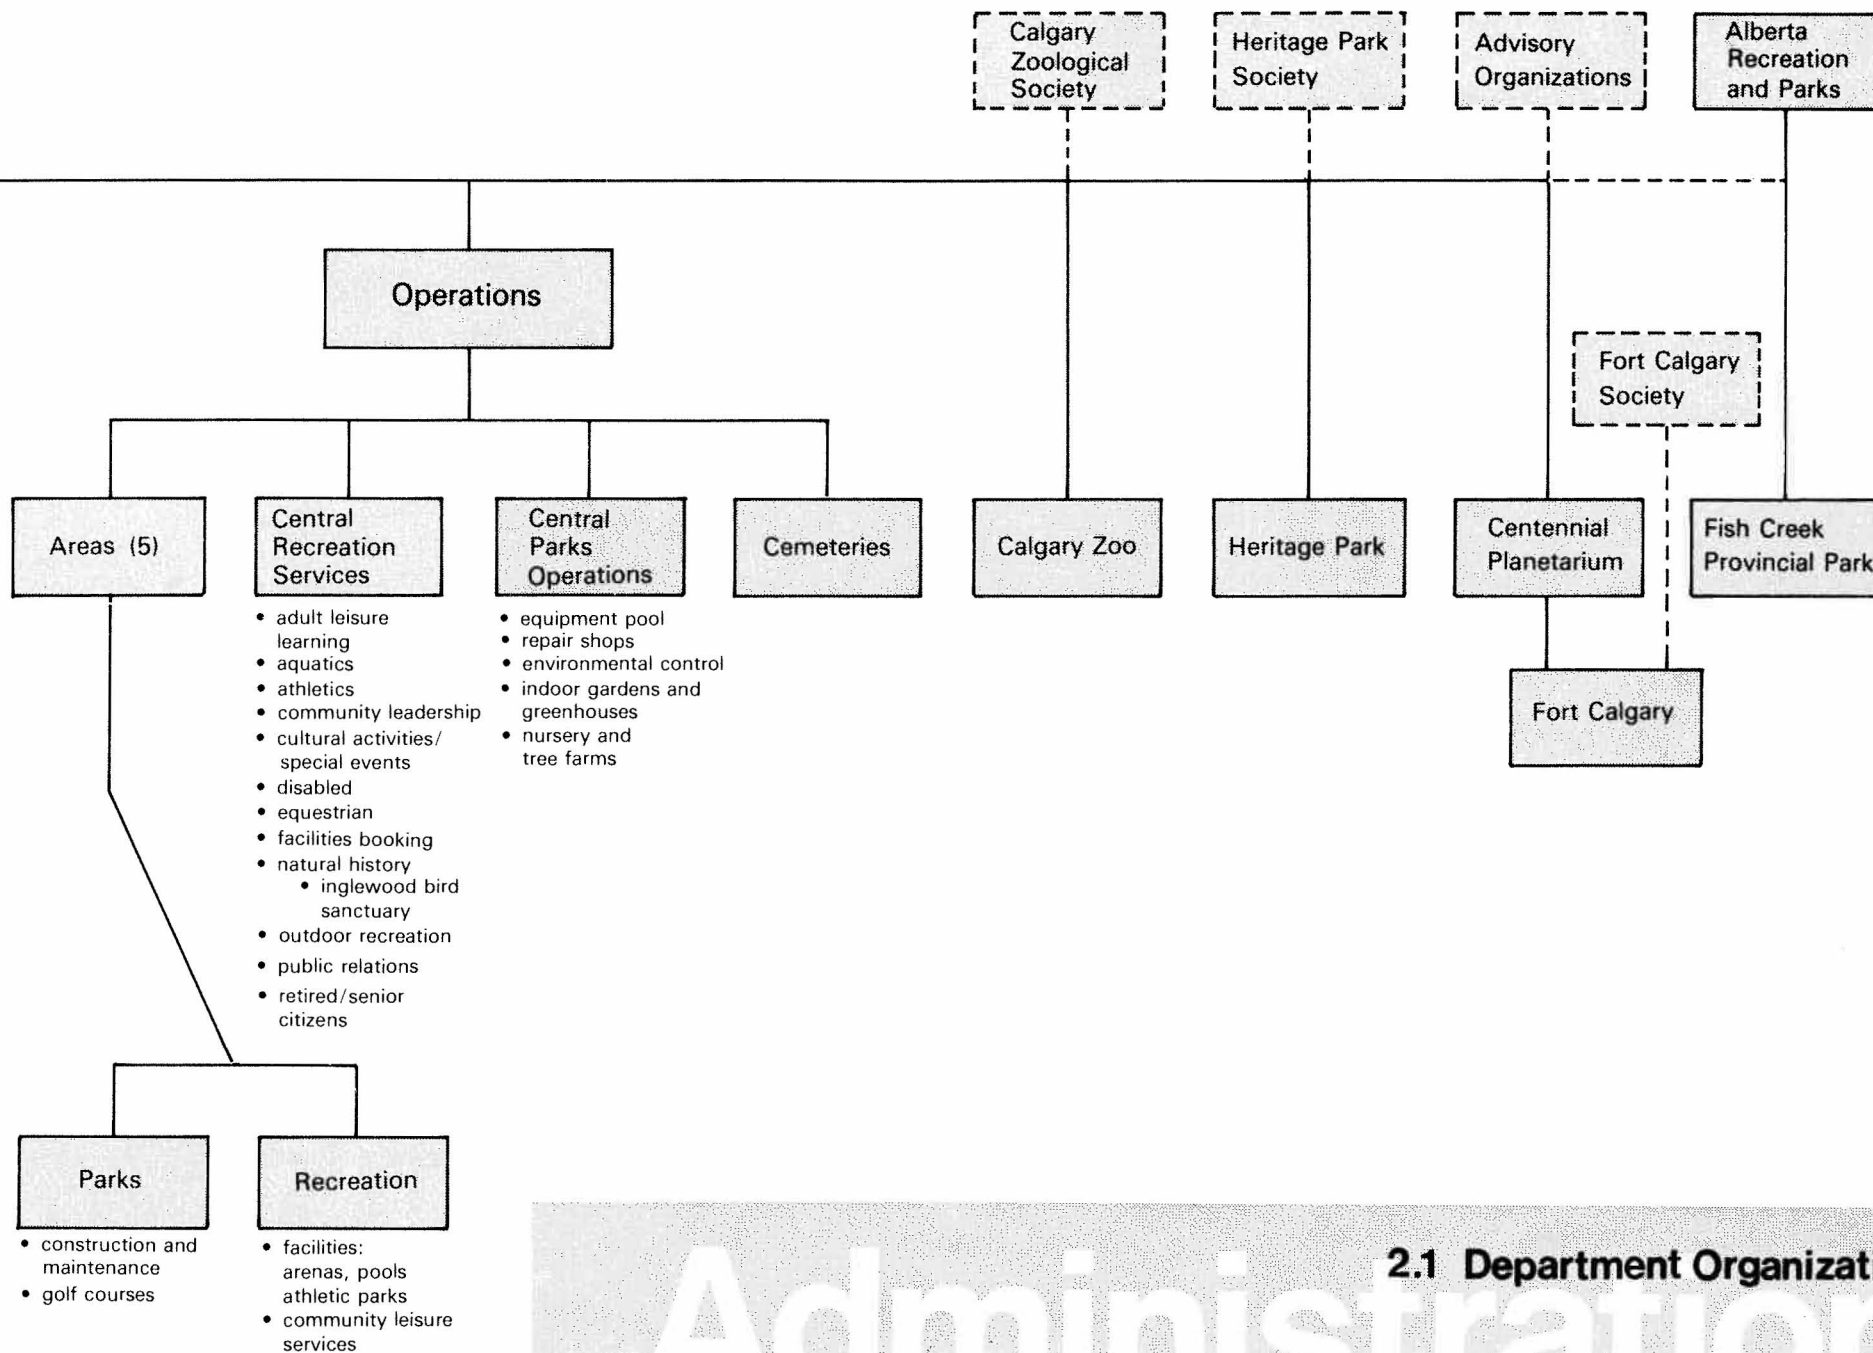 Calgary
Zoological
Society
Heritage Park
Society
Advisory
Organizations
Alberta
Recreation
and Parks
Operations
Fort Calgary
Society
Areas (5)
Central
Recreation
Services
Central
Parks
Operations
Cemeteries
Calgary Zoo
Heritage Park
Centennial
Planetarium
Fish Creek
Provincial Park
• adult leisure
learning
• aquatics
• athletics
• community leadership
• cultural activities/
special events
• disabled
• equestrian
• facilities booking
• natural history
• inglewood bird
sanctuary
• outdoor recreation
• public relations
• retired/senior
citizens
• equipment pool
• repair shops
• environmental control
• indoor gardens and
greenhouses
• nursery and
tree farms
Fort Calgary
Parks
Recreation
• construction and
maintenance
• golf courses
• facilities:
arenas, pools
athletic parks
• community leisure
services
2.1 Department Organizat
Administration